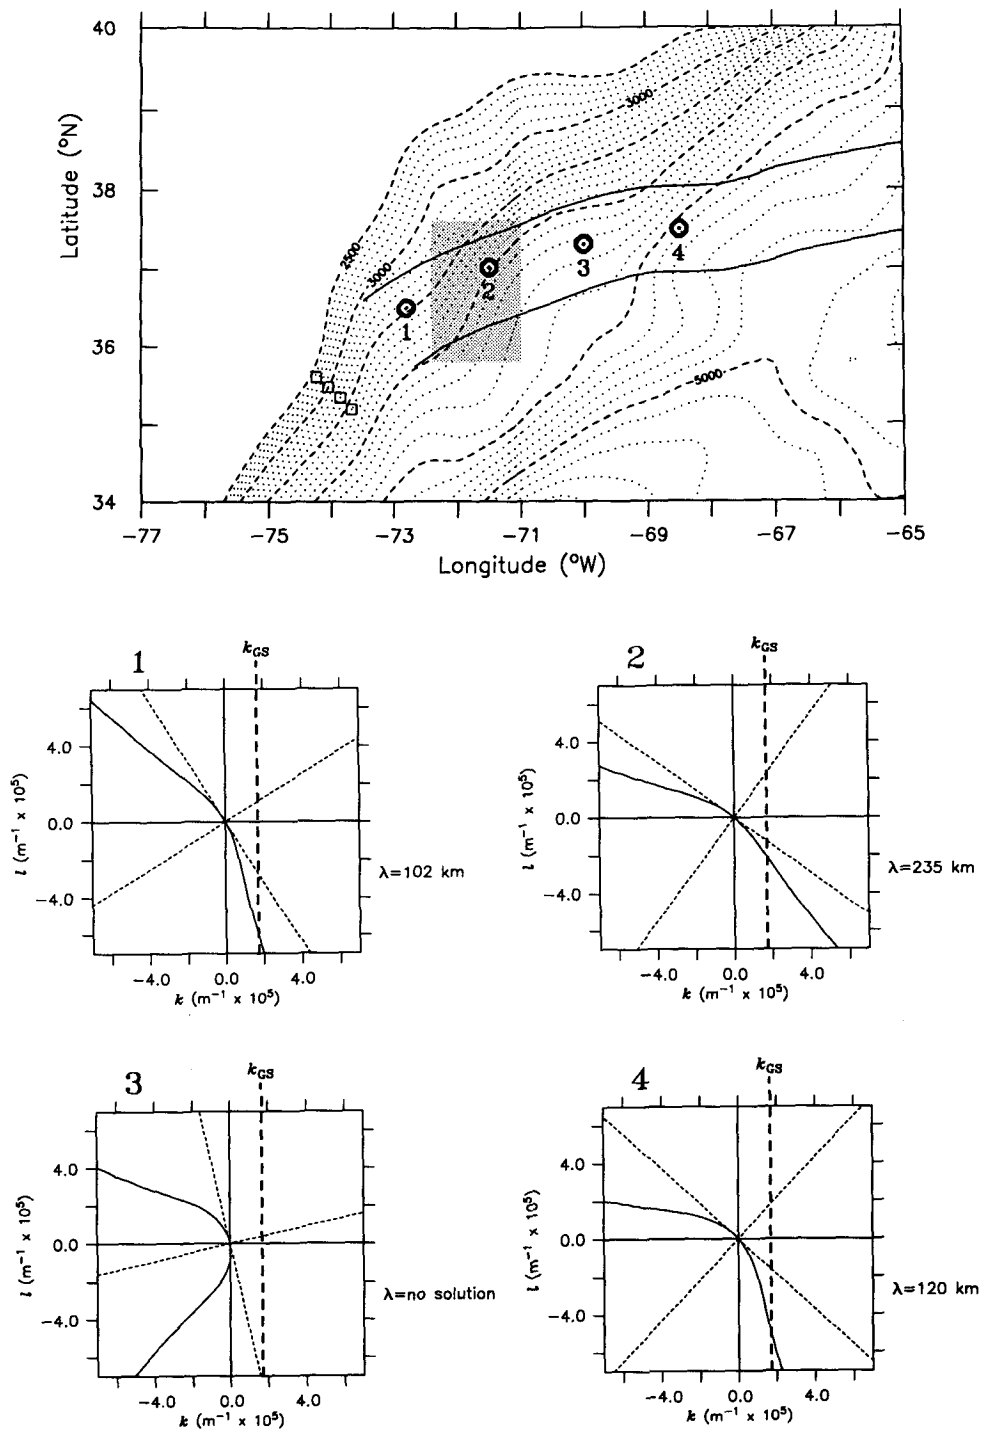 40
38
36
34
Latitude (°N)
2500
3000
3000
5000
1
2
3
4
−77
−75
−73
−71
−69
−67
−65
Longitude (°W)
1
k_GS
4.0
0.0
−4.0
l (m⁻¹ x 10⁵)
−4.0
0.0
4.0
k (m⁻¹ x 10⁵)
λ=102 km
2
k_GS
4.0
0.0
−4.0
l (m⁻¹ x 10⁵)
−4.0
0.0
4.0
k (m⁻¹ x 10⁵)
λ=235 km
3
k_GS
4.0
0.0
−4.0
l (m⁻¹ x 10⁵)
−4.0
0.0
4.0
k (m⁻¹ x 10⁵)
λ=no solution
4
k_GS
4.0
0.0
−4.0
l (m⁻¹ x 10⁵)
−4.0
0.0
4.0
k (m⁻¹ x 10⁵)
λ=120 km